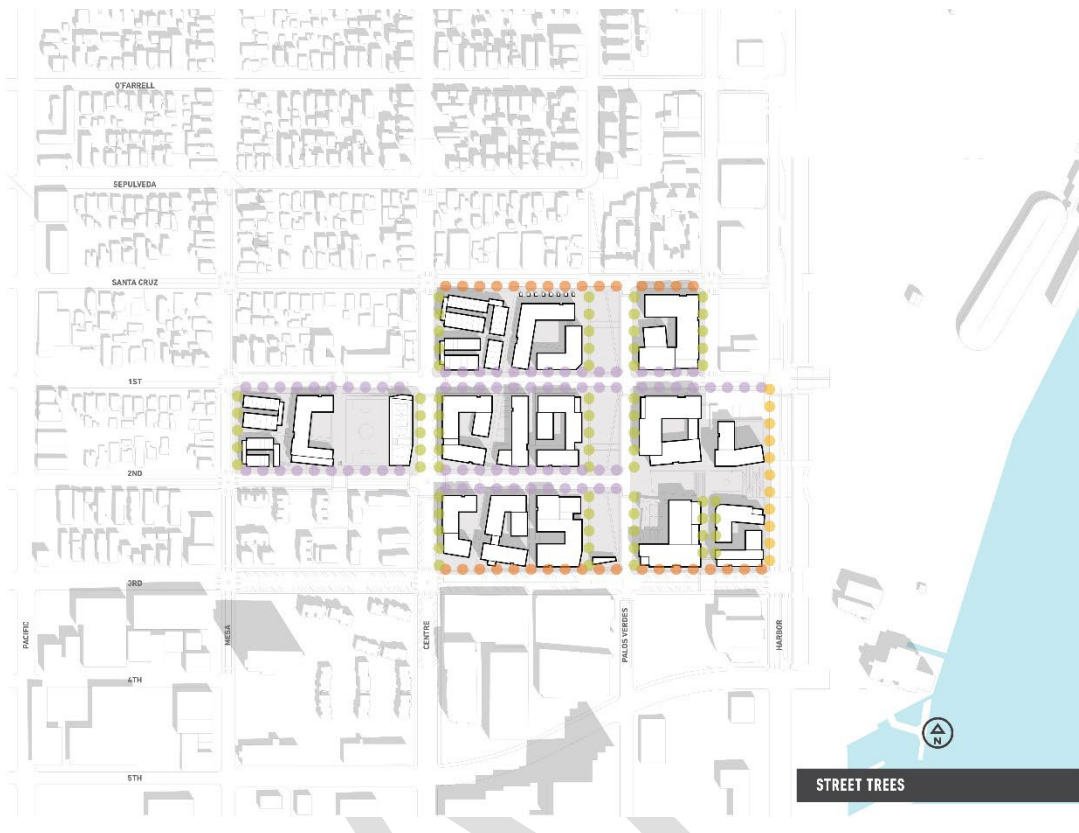 O'FARRELL
SEPULVEDA
SANTA CRUZ
1ST
2ND
3RD
PACIFIC
MESA
CENTRE
PALOS VERDES
HARBOR
4TH
N
STREET TREES
5TH